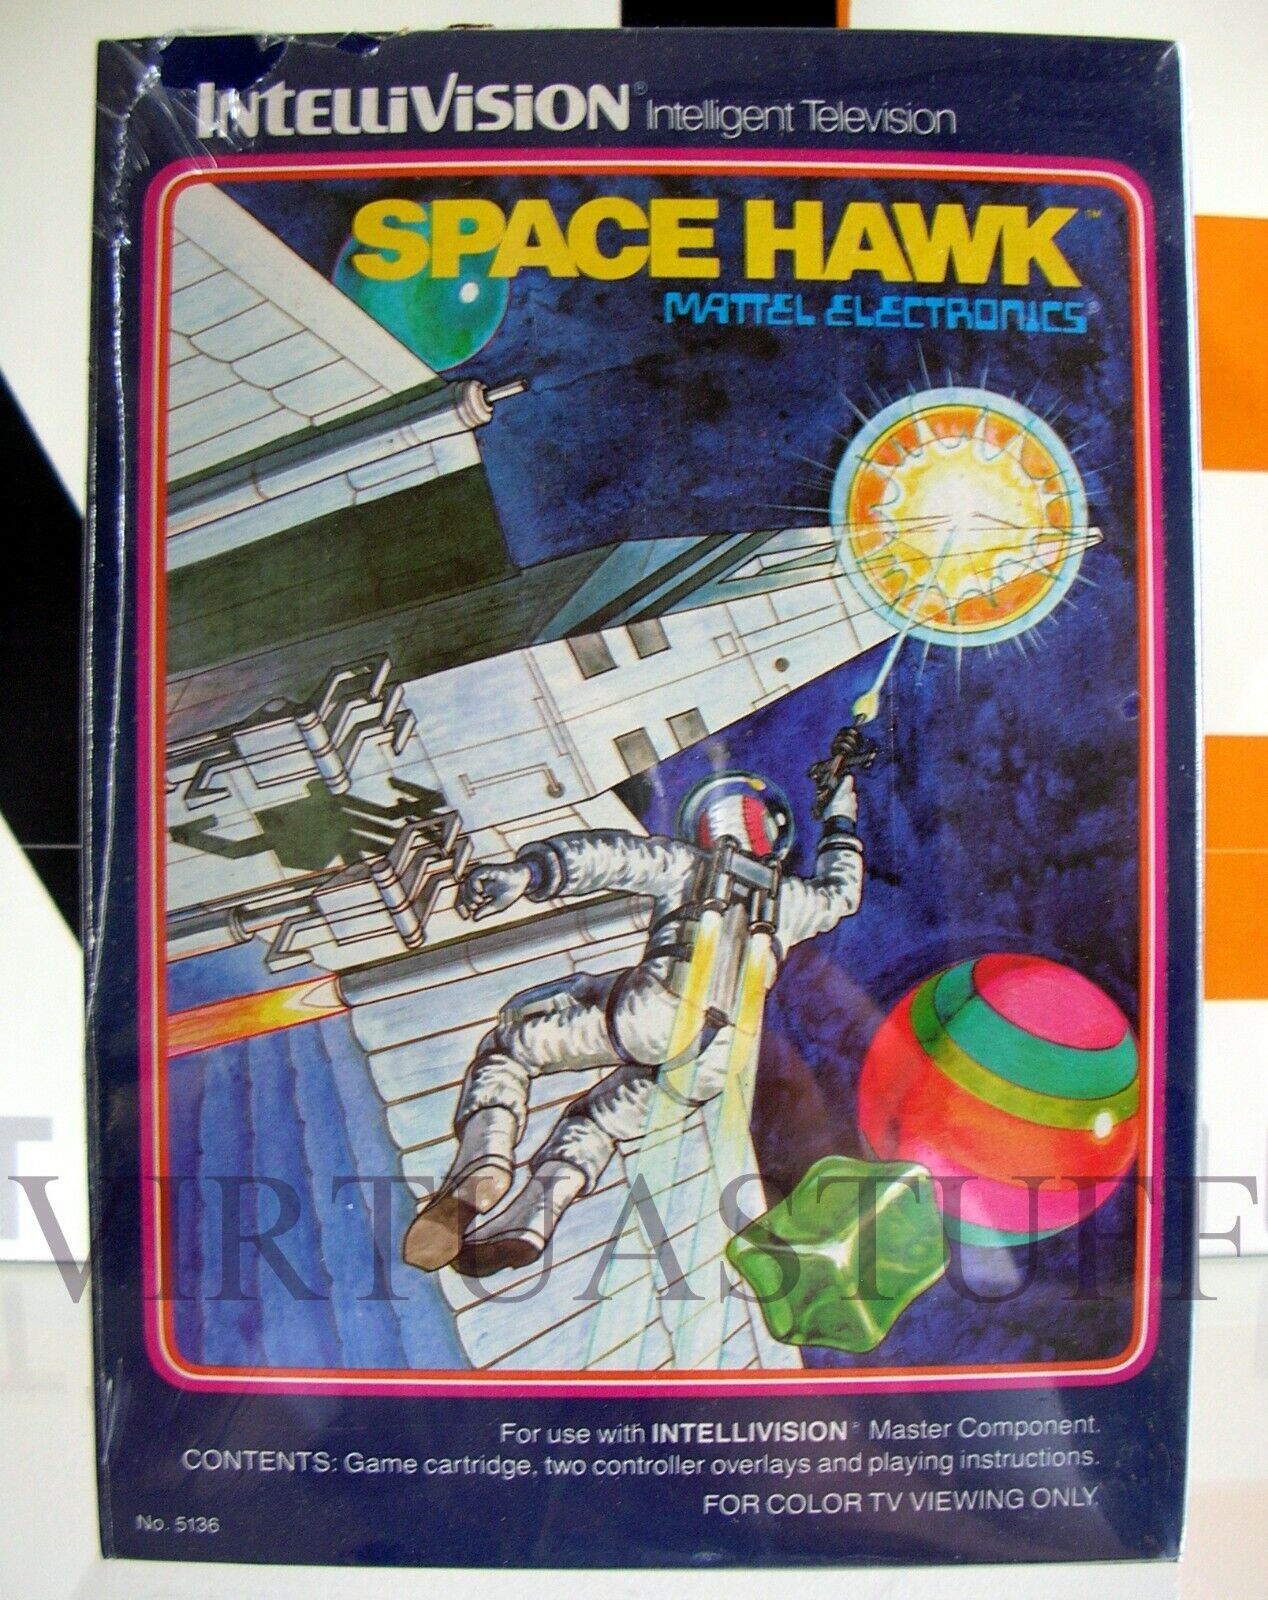 INTELLIVISION® Intelligent Television
SPACE HAWK™
MATTEL ELECTRONICS®
VIRTUASTUFF
For use with INTELLIVISION® Master Component.
CONTENTS: Game cartridge, two controller overlays and playing instructions.
FOR COLOR TV VIEWING ONLY.
No. 5136